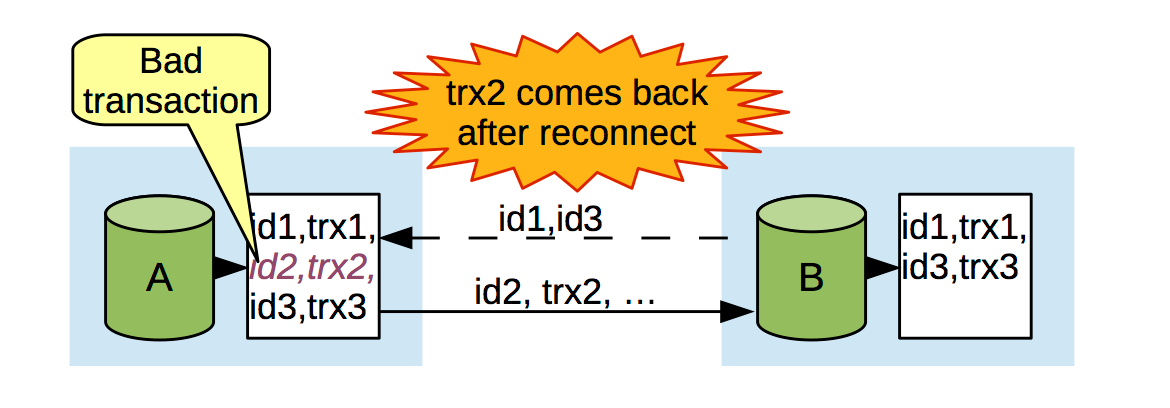 Bad
transaction
trx2 comes back
after reconnect
A
id1,trx1,
id2,trx2,
id3,trx3
id1,id3
id2, trx2, …
B
id1,trx1,
id3,trx3